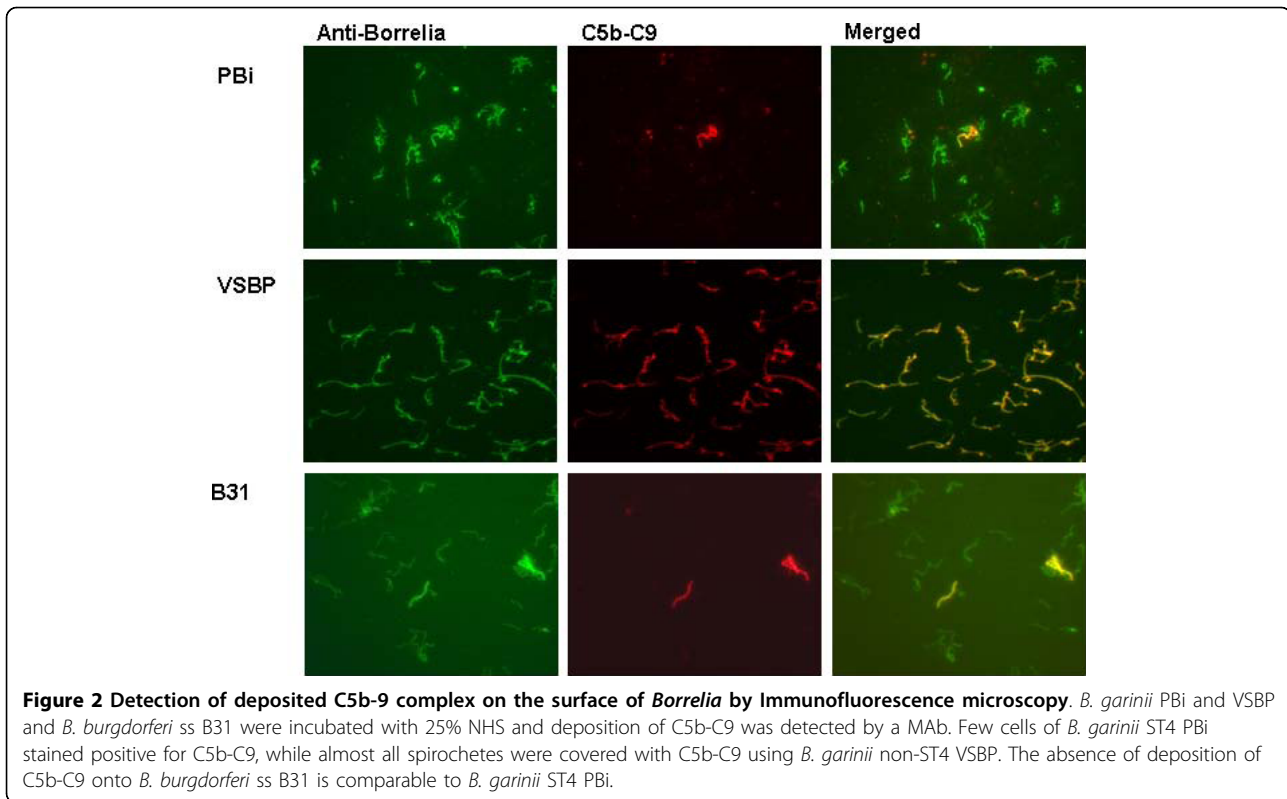 Anti-Borrelia C5b-C9 Merged
PBi
VSBP
B31
Figure 2 Detection of deposited C5b-9 complex on the surface of Borrelia by Immunofluorescence microscopy. B. garinii PBi and VSBP
and B. burgdorferi ss B31 were incubated with 25% NHS and deposition of C5b-C9 was detected by a MAb. Few cells of B. garinii ST4 PBi
stained positive for C5b-C9, while almost all spirochetes were covered with C5b-C9 using B. garinii non-ST4 VSBP. The absence of deposition of
C5b-C9 onto B. burgdorferi ss B31 is comparable to B. garinii ST4 PBi.